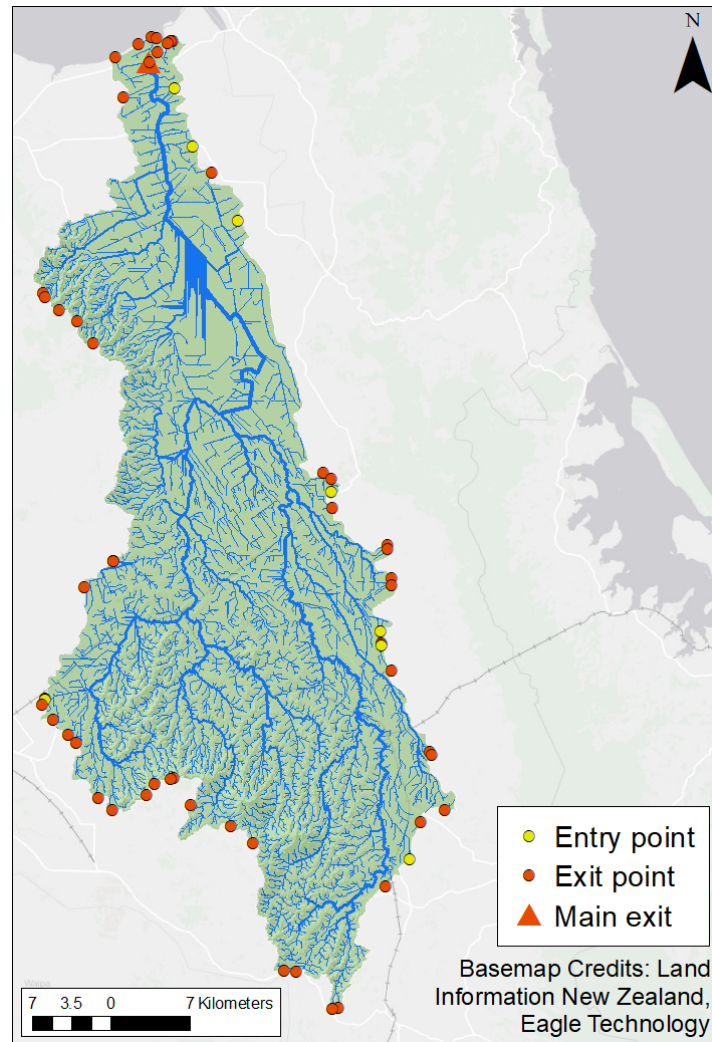 N
Entry point
Exit point
Main exit
Basemap Credits: Land
Information New Zealand,
Eagle Technology
7 3.5 0 7 Kilometers